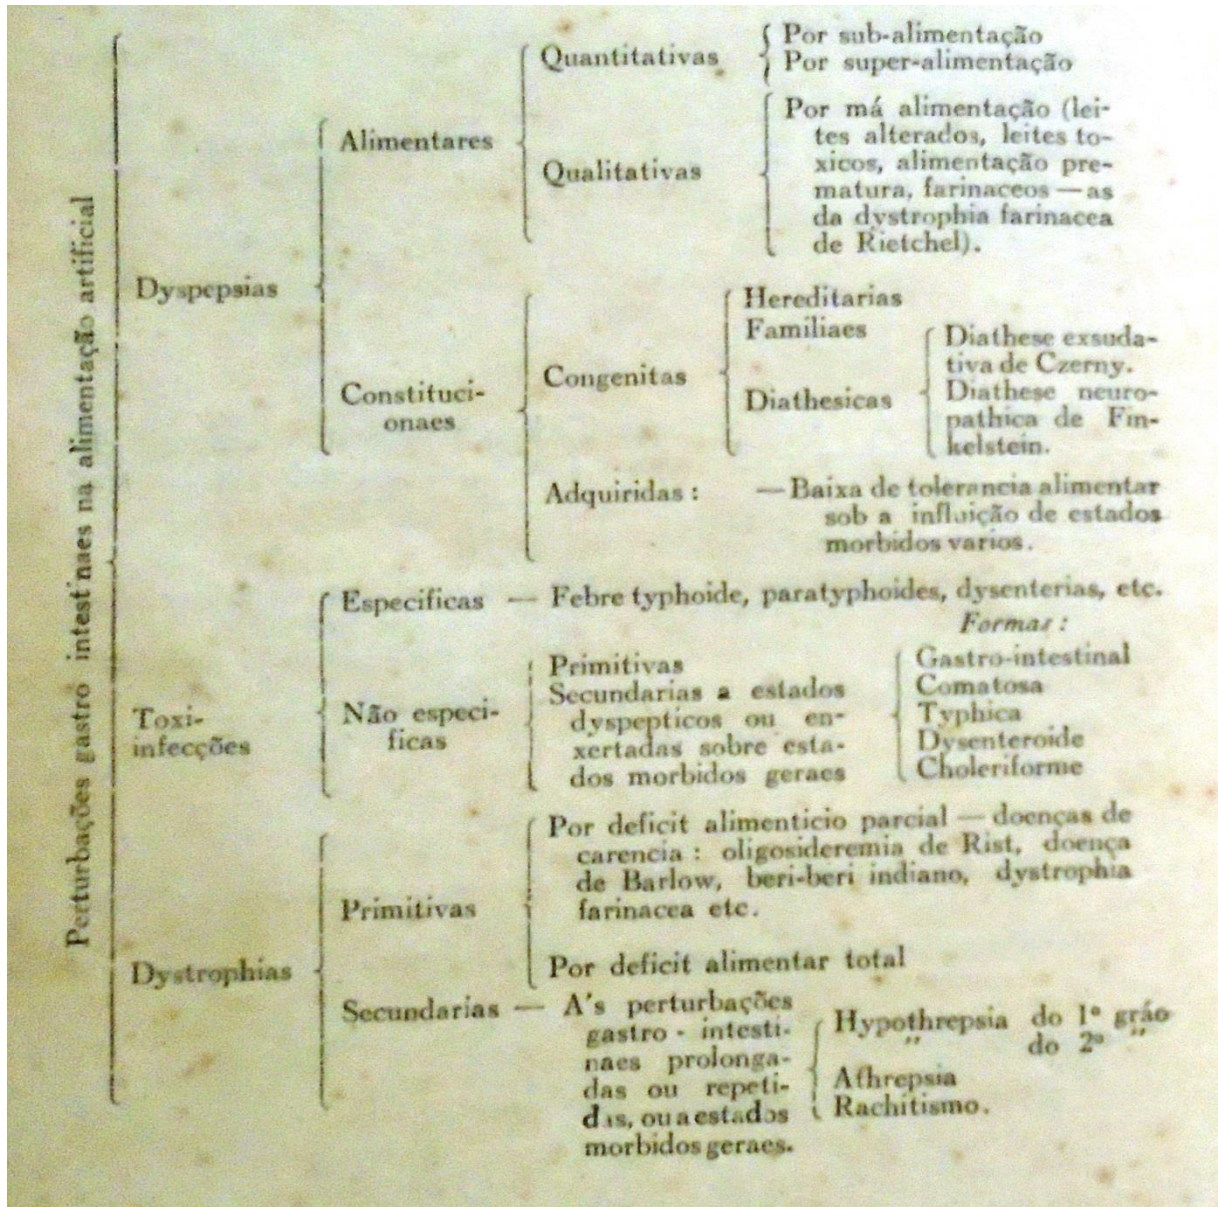 Perturbações gastro intestinaes na alimentação artificial
Dyspepsias
Alimentares
Quantitativas
Por sub-alimentação
Por super-alimentação
Qualitativas
Por má alimentação (lei-
tes alterados, leites to-
xicos, alimentação pre-
matura, farinaceos — as
da dystrophia farinacea
de Rietchel).
Constituci-
onaes
Congenitas
Hereditarias
Familiaes
Diathesicas
Diathese exsuda-
tiva de Czerny.
Diathese neuro-
pathica de Fin-
kelstein.
Adquiridas :
— Baixa de tolerancia alimentar
sob a influição de estados
morbidos varios.
Toxi-
infecções
Especificas — Febre typhoide, paratyphoides, dysenterias, etc.
Não especi-
ficas
Primitivas
Secundarias a estados
dyspepticos ou en-
xertadas sobre esta-
dos morbidos geraes
Formas :
Gastro-intestinal
Comatosa
Typhica
Dysenteroide
Choleriforme
Dystrophias
Primitivas
Por deficit alimenticio parcial — doenças de
carencia : oligosideremia de Rist, doença
de Barlow, beri-beri indiano, dystrophia
farinacea etc.
Por deficit alimentar total
Secundarias — A's perturbações
gastro - intesti-
naes prolonga-
das ou repeti-
das, ou a estados
morbidos geraes.
Hypothrepsia do 1º gráo
" do 2º "
Athrepsia
Rachitismo.